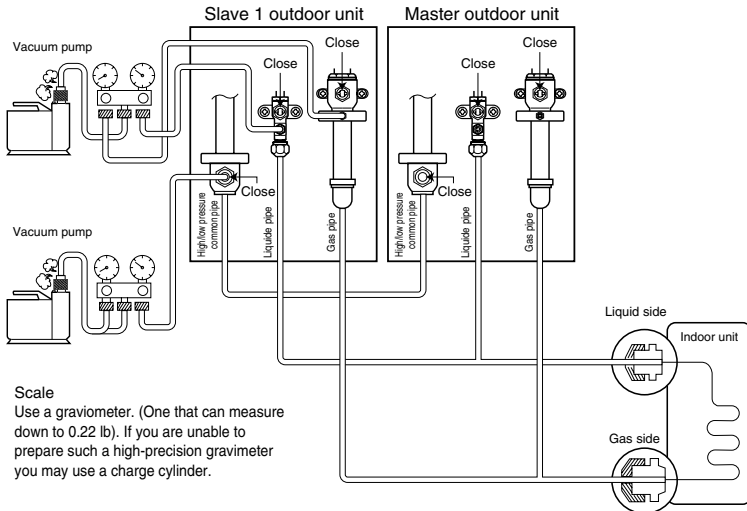 Slave 1 outdoor unit
Master outdoor unit
Vacuum pump
Close
Close
Close
Close
Close
Close
High/low pressure
common pipe
Liquide pipe
Gas pipe
High/low pressure
common pipe
Liquide pipe
Gas pipe
Vacuum pump
Liquid side
Indoor unit
Gas side
Scale
Use a graviometer. (One that can measure
down to 0.22 lb). If you are unable to
prepare such a high-precision gravimeter
you may use a charge cylinder.